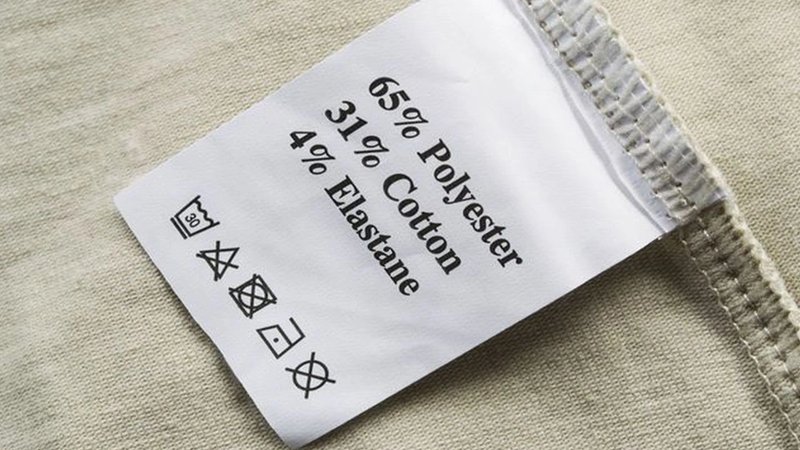 65% Polyester
31% Cotton
4% Elastane
30